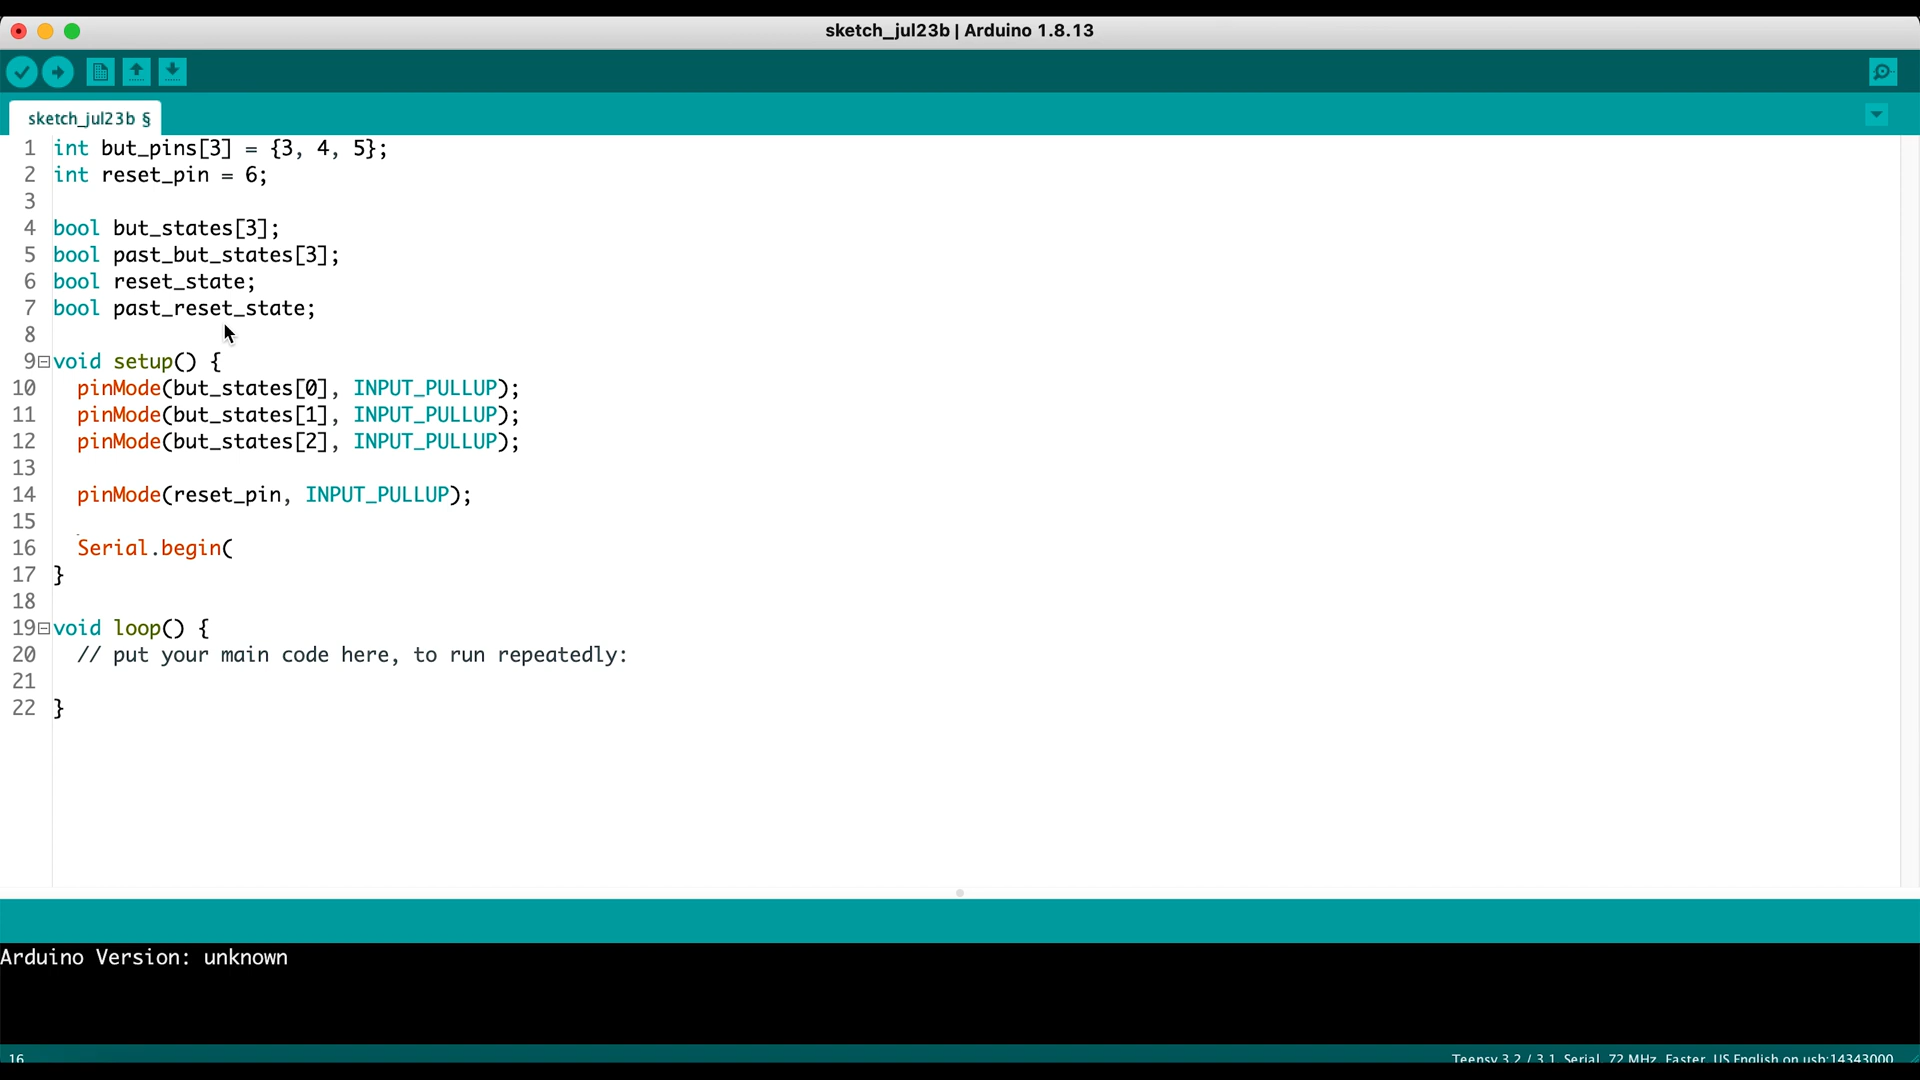 sketch_jul23b | Arduino 1.8.13
sketch_jul23b §
1 int but_pins[3] = {3, 4, 5};
2 int reset_pin = 6;
3
4 bool but_states[3];
5 bool past_but_states[3];
6 bool reset_state;
7 bool past_reset_state;
8
9 void setup() {
10 pinMode(but_states[0], INPUT_PULLUP);
11 pinMode(but_states[1], INPUT_PULLUP);
12 pinMode(but_states[2], INPUT_PULLUP);
13
14 pinMode(reset_pin, INPUT_PULLUP);
15
16 Serial.begin(
17 }
18
19 void loop() {
20 // put your main code here, to run repeatedly:
21
22 }
Arduino Version: unknown
16
Teensy 3.2 / 3.1, Serial, 72 MHz, Faster, US English on usb:14343000